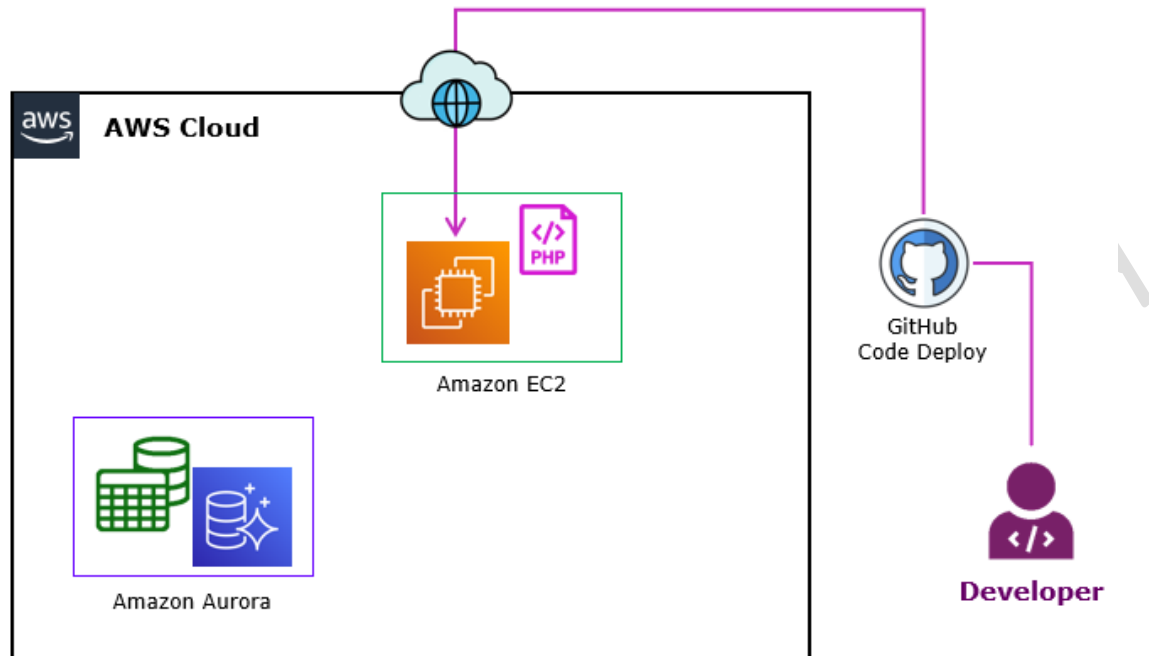 aws
AWS Cloud
</>
PHP
Amazon EC2
GitHub
Code Deploy
Amazon Aurora
</>
Developer